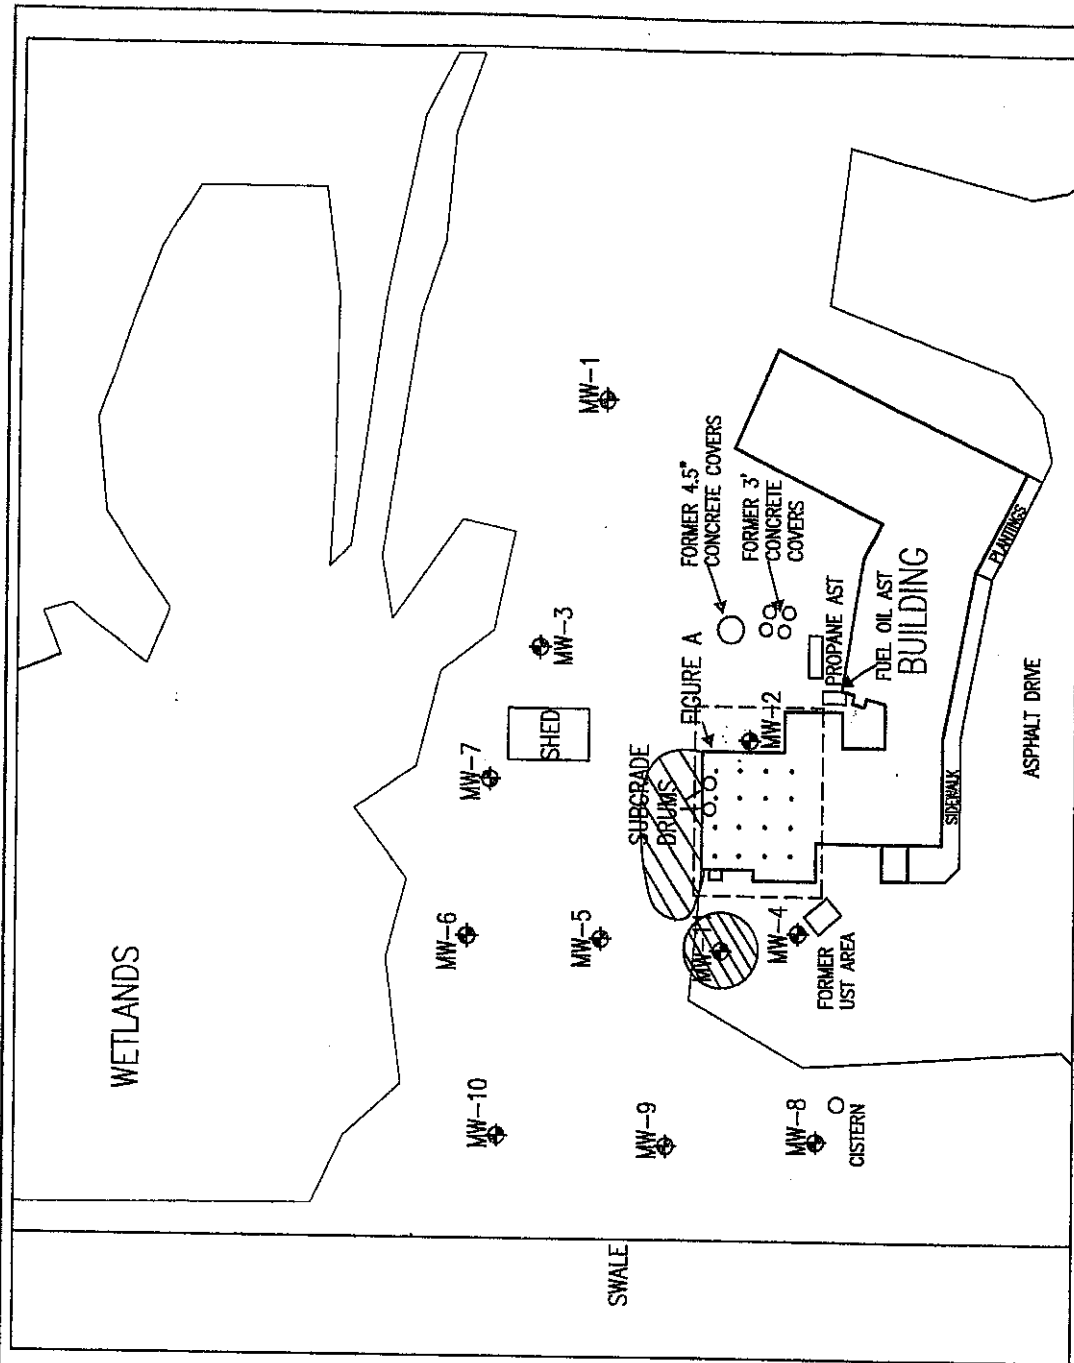 WETLANDS
MW-6
MW-7
MW-10
SHED
MW-3
MW-5
MW-1
SWALE
SUBGRADE
DRUMS
MW-9
FIGURE A
FORMER 4.5"
CONCRETE COVERS
FORMER 3'
CONCRETE
COVERS
MW-2
MW-4
MW-8
FORMER
UST AREA
CISTERN
PROPANE AST
FUEL OIL AST
BUILDING
SIDEWALK
PLANTINGS
ASPHALT DRIVE